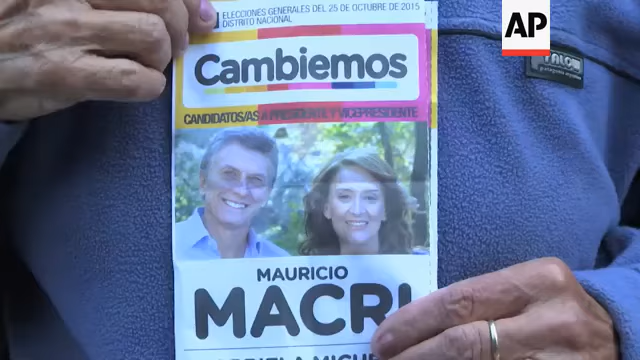 ELECCIONES GENERALES DEL 25 DE OCTUBRE DE 2015
DISTRITO NACIONAL
AP
Cambiemos
CANDIDATOS/AS A PRESIDENTE Y VICEPRESIDENTE
MAURICIO
MACRI